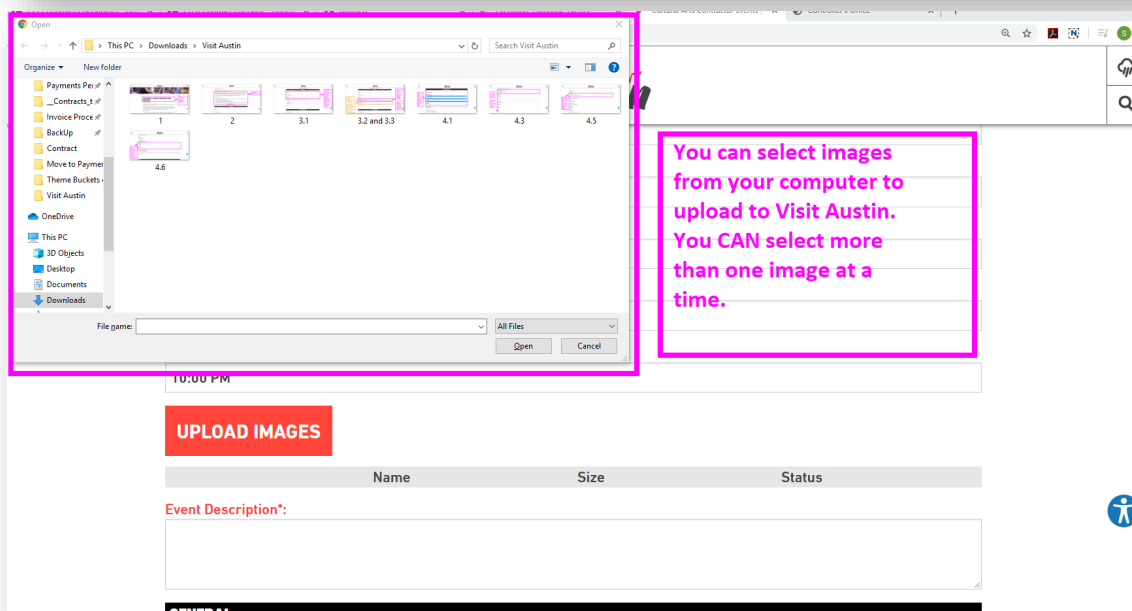 Open
This PC > Downloads > Visit Austin
Search Visit Austin
Organize
New folder
Payments Per
__Contracts_t
Invoice Proce
BackUp
Contract
Move to Paymer
Theme Buckets
Visit Austin
OneDrive
This PC
3D Objects
Desktop
Documents
Downloads
1
2
3.1
3.2 and 3.3
4.1
4.3
4.5
4.6
File name:
All Files
Open
Cancel
You can select images
from your computer to
upload to Visit Austin.
You CAN select more
than one image at a
time.
10:00 PM
UPLOAD IMAGES
Name Size Status
Event Description*:
GENERAL